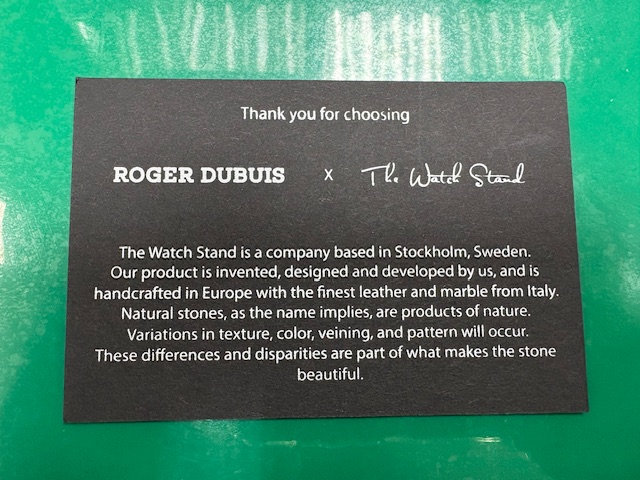 Thank you for choosing
ROGER DUBUIS x The Watch Stand
The Watch Stand is a company based in Stockholm, Sweden.
Our product is invented, designed and developed by us, and is
handcrafted in Europe with the finest leather and marble from Italy.
Natural stones, as the name implies, are products of nature.
Variations in texture, color, veining, and pattern will occur.
These differences and disparities are part of what makes the stone
beautiful.